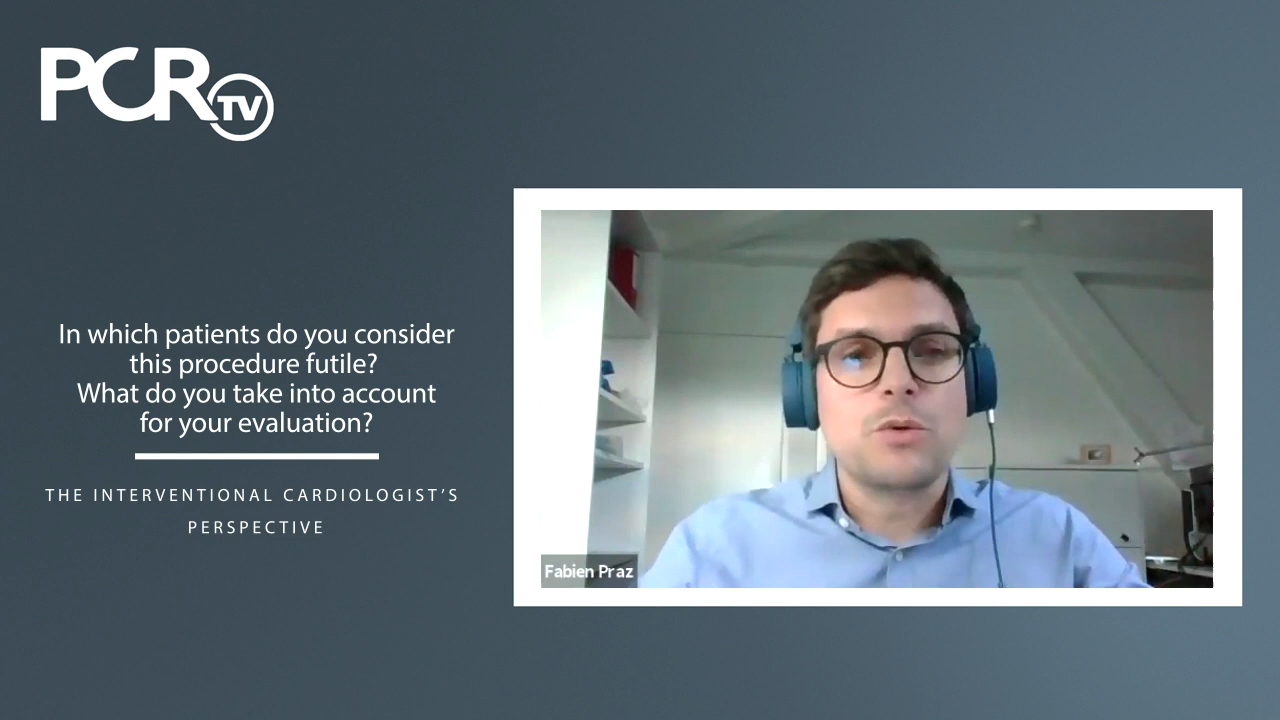 PCR TV
In which patients do you consider
this procedure futile?
What do you take into account
for your evaluation?
THE INTERVENTIONAL CARDIOLOGIST’S
PERSPECTIVE
Fabien Praz